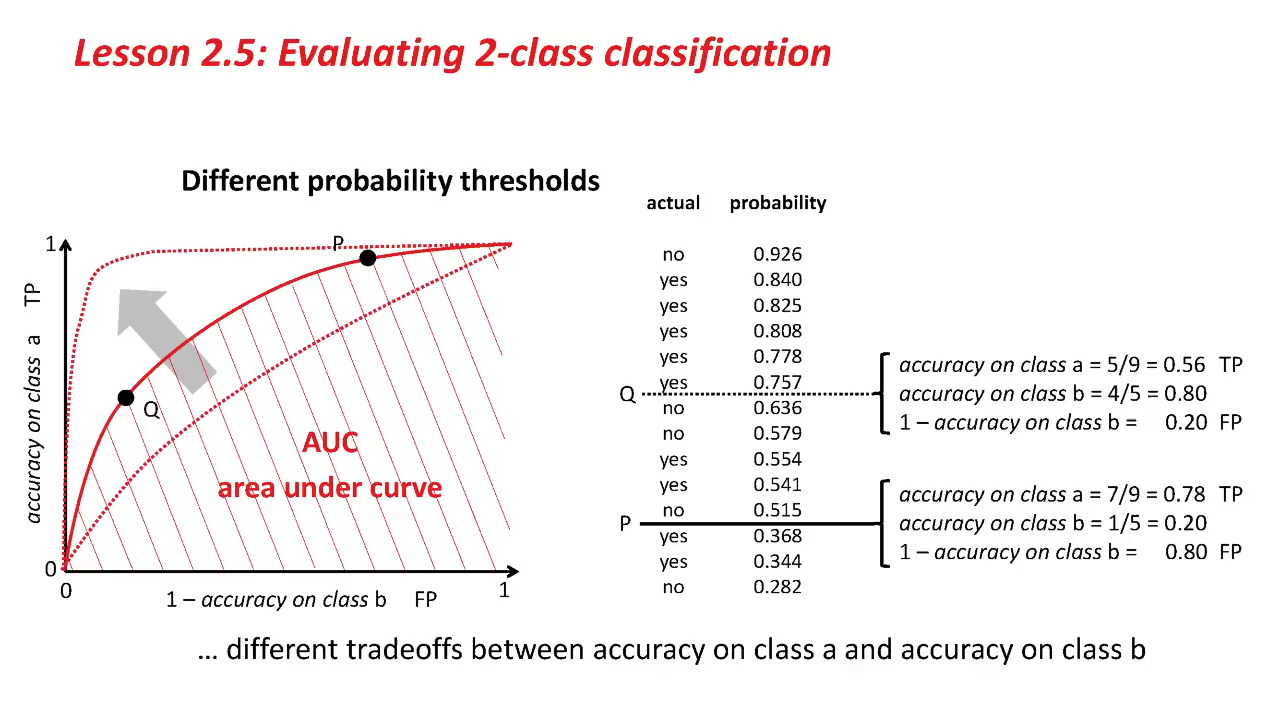 Lesson 2.5: Evaluating 2-class classification
Different probability thresholds
1
accuracy on class a TP
P
Q
AUC
area under curve
0
0
1 – accuracy on class b FP
1
actual probability
no 0.926
yes 0.840
yes 0.825
yes 0.808
yes 0.778
yes 0.757
Q
no 0.636
no 0.579
yes 0.554
yes 0.541
no 0.515
P
yes 0.368
yes 0.344
no 0.282
accuracy on class a = 5/9 = 0.56 TP
accuracy on class b = 4/5 = 0.80
1 – accuracy on class b = 0.20 FP
accuracy on class a = 7/9 = 0.78 TP
accuracy on class b = 1/5 = 0.20
1 – accuracy on class b = 0.80 FP
... different tradeoffs between accuracy on class a and accuracy on class b